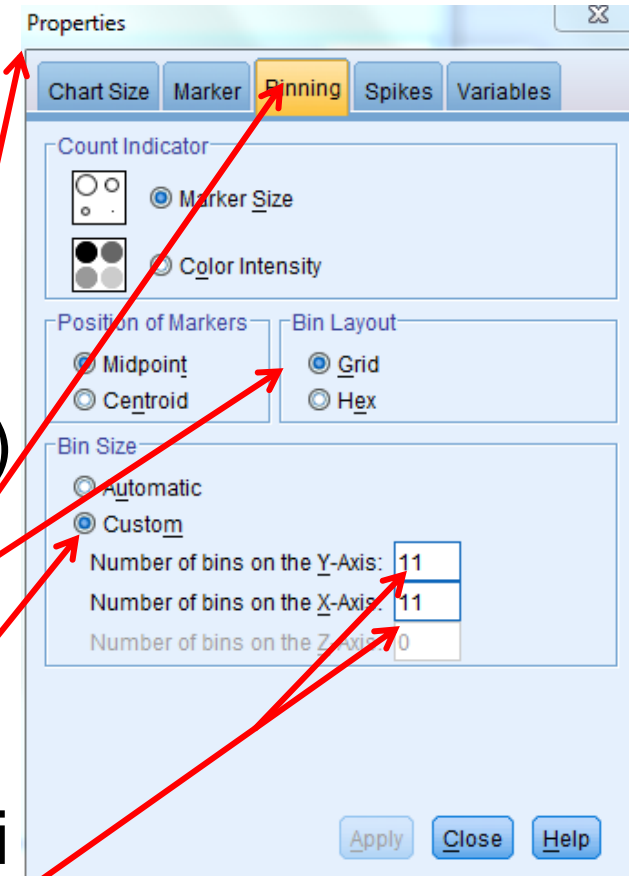 Properties
Chart Size Marker Binning Spikes Variables
Count Indicator
Marker Size
Color Intensity
Position of Markers Bin Layout
Midpoint Grid
Centroid Hex
)
Bin Size
Automatic
Custom
Number of bins on the Y-Axis: 11
Number of bins on the X-Axis: 11
Number of bins on the Z-Axis: 0
i
Apply Close Help